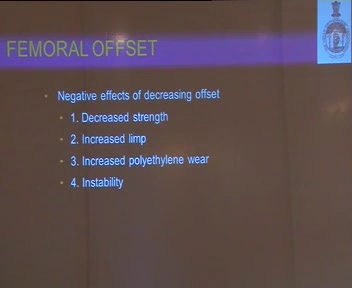 FEMORAL OFFSET
Negative effects of decreasing offset
1. Decreased strength
2. Increased limp
3. Increased polyethylene wear
4. Instability